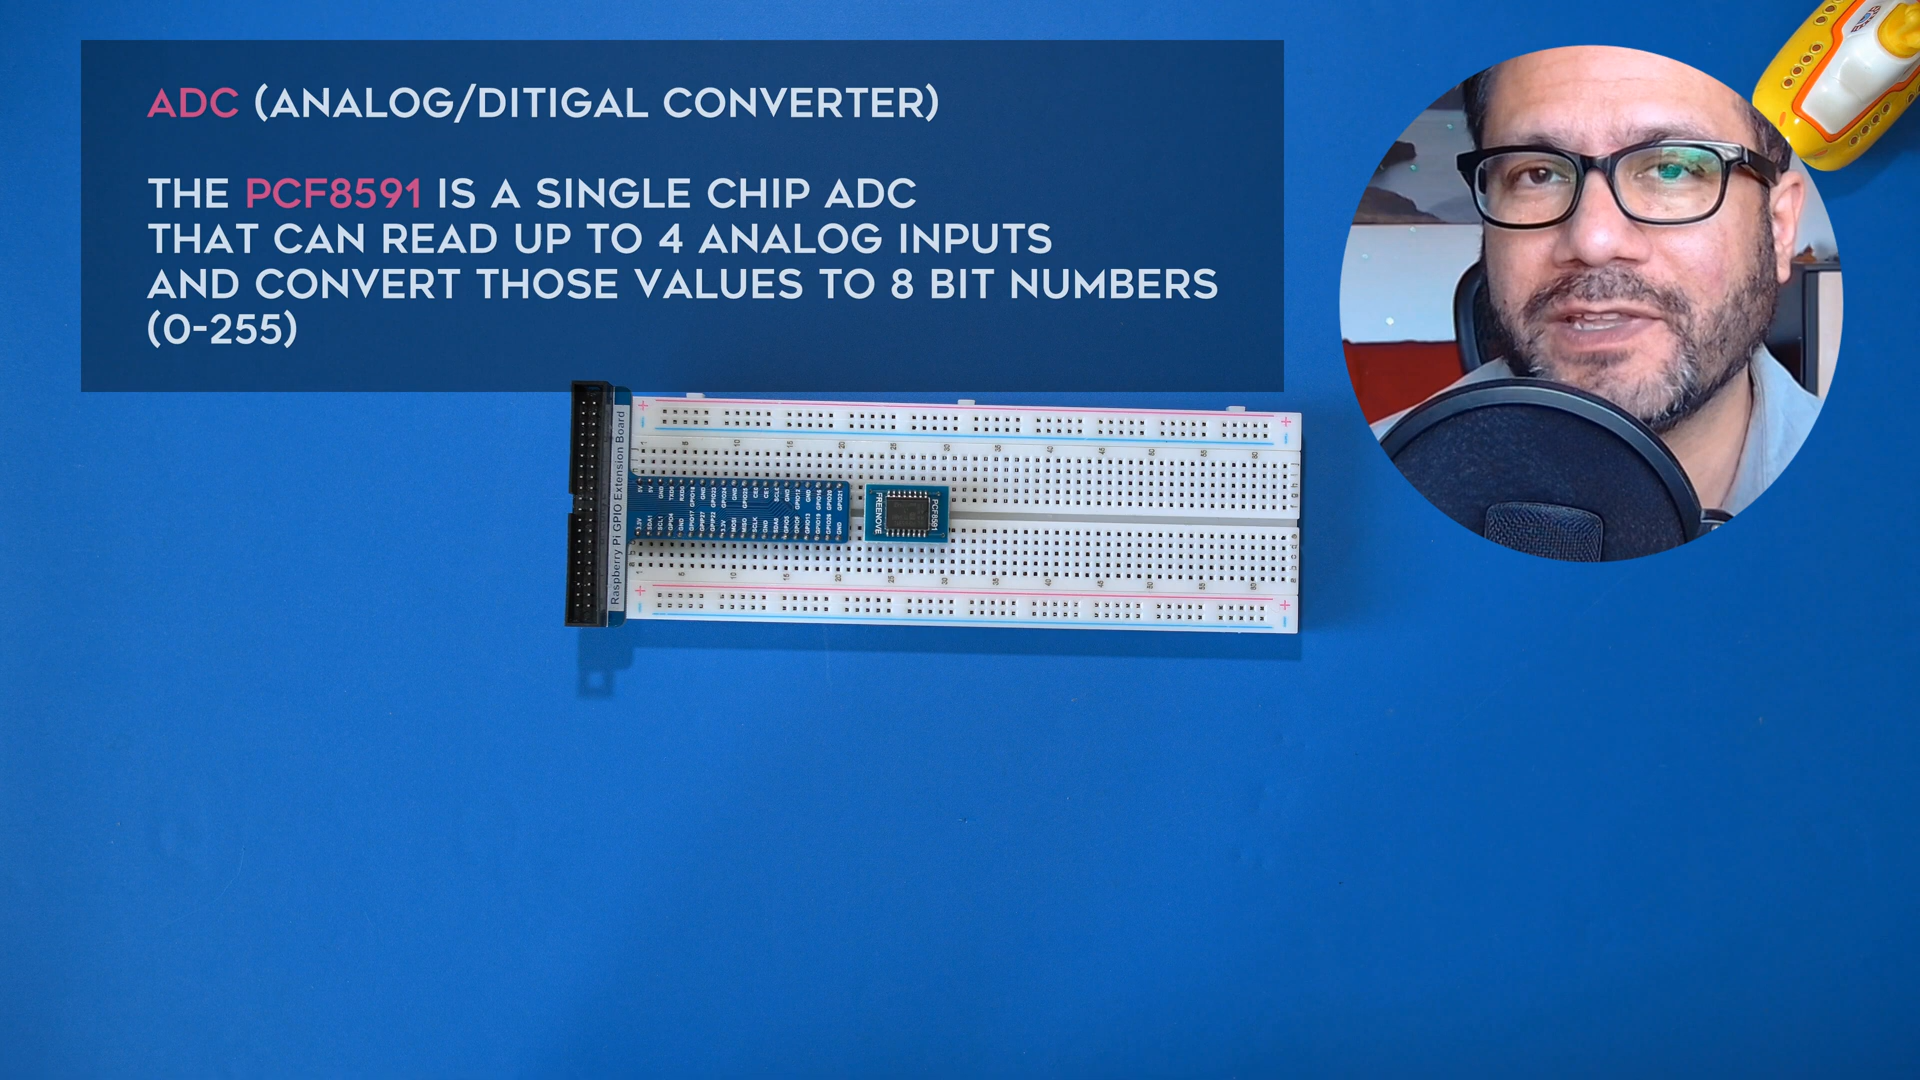 ADC (ANALOG/DITIGAL CONVERTER)
THE PCF8591 IS A SINGLE CHIP ADC
THAT CAN READ UP TO 4 ANALOG INPUTS
AND CONVERT THOSE VALUES TO 8 BIT NUMBERS
(0-255)
Raspberry Pi GPIO Extension Board
FREENOVE
PCF8591